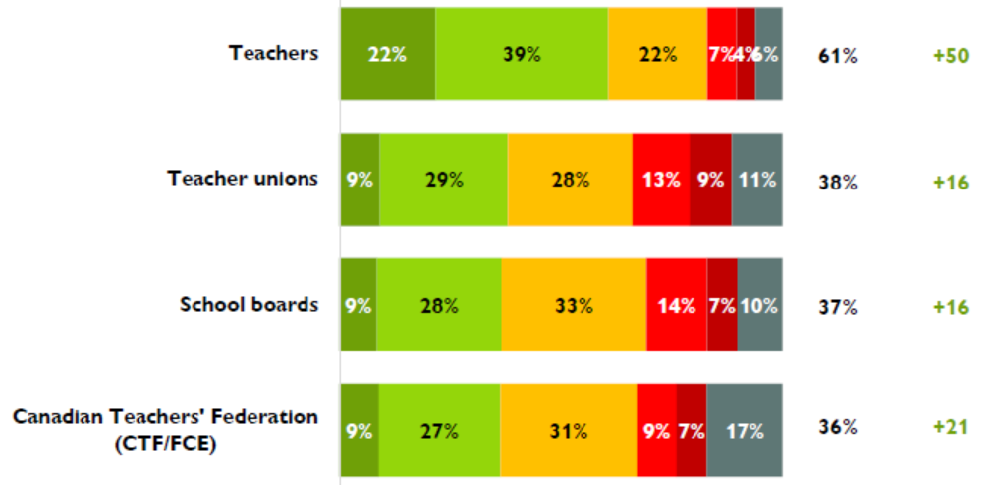 Teachers 22% 39% 22% 7% 4% 6% 61% +50
Teacher unions 9% 29% 28% 13% 9% 11% 38% +16
School boards 9% 28% 33% 14% 7% 10% 37% +16
Canadian Teachers' Federation
(CTF/FCE) 9% 27% 31% 9% 7% 17% 36% +21